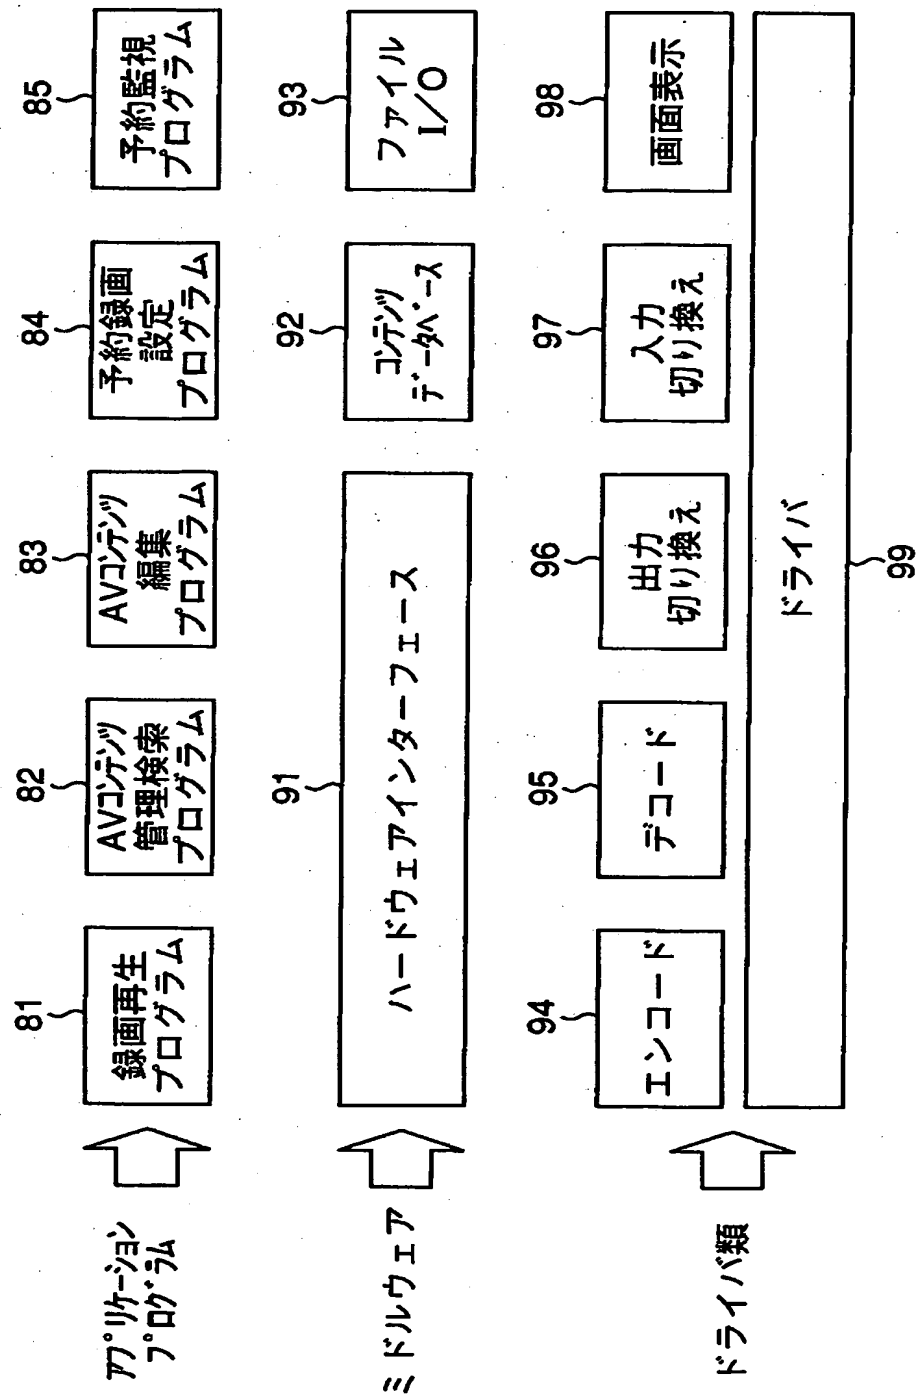 アプリケーション
プログラム
81
録画再生
プログラム
82
AVコンテンツ
管理検索
プログラム
83
AVコンテンツ
編集
プログラム
84
予約録画
設定
プログラム
85
予約監視
プログラム
ミドルウェア
91
ハードウェアインターフェース
92
コンテンツ
データベース
93
ファイル
I/O
ドライバ類
94
エンコード
95
デコード
96
出力
切り換え
97
入力
切り換え
98
画面表示
ドライバ
99